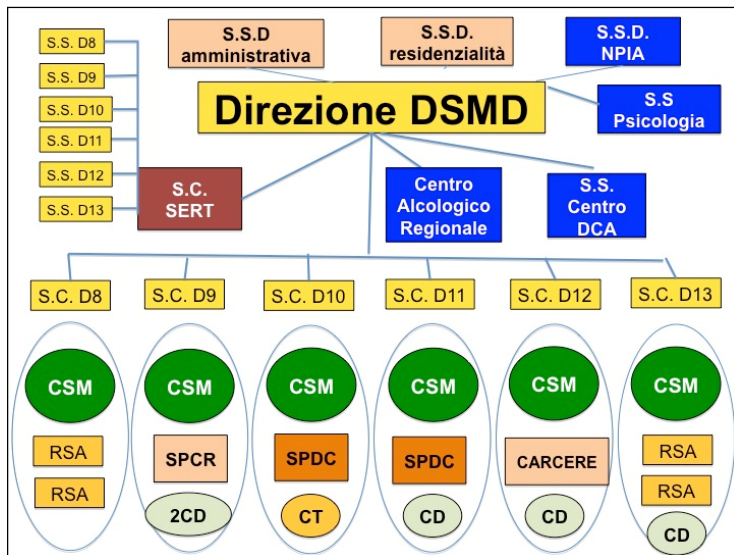 S.S. D8
S.S. D9
S.S. D10
S.S. D11
S.S. D12
S.S. D13
S.S.D
amministrativa
S.S.D.
residenzialità
S.S.D.
NPIA
Direzione DSMD
S.S
Psicologia
S.C.
SERT
Centro
Alcologico
Regionale
S.S.
Centro
DCA
S.C. D8
S.C. D9
S.C. D10
S.C. D11
S.C. D12
S.C. D13
CSM
CSM
CSM
CSM
CSM
CSM
RSA
SPCR
SPDC
SPDC
CARCERE
RSA
RSA
2CD
CT
CD
CD
RSA
CD